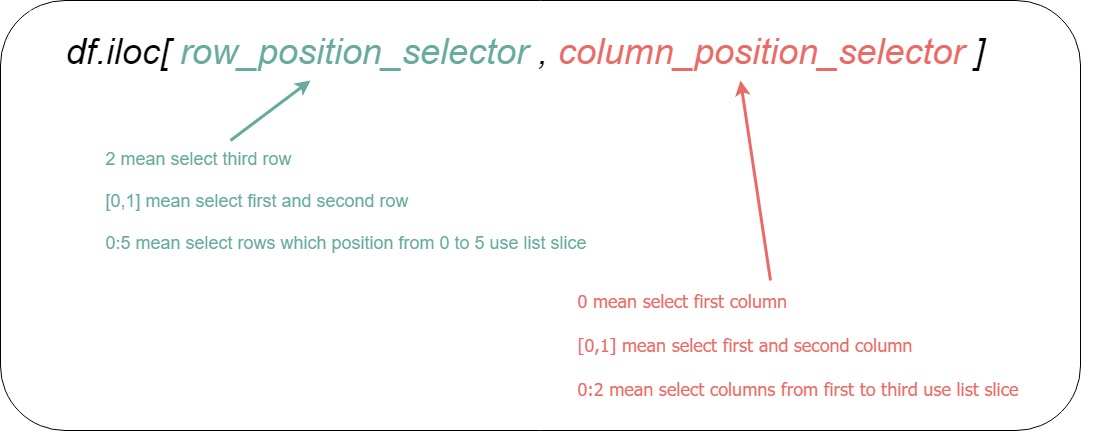 df.iloc[ row_position_selector , column_position_selector ]
2 mean select third row
[0,1] mean select first and second row
0:5 mean select rows which position from 0 to 5 use list slice
0 mean select first column
[0,1] mean select first and second column
0:2 mean select columns from first to third use list slice